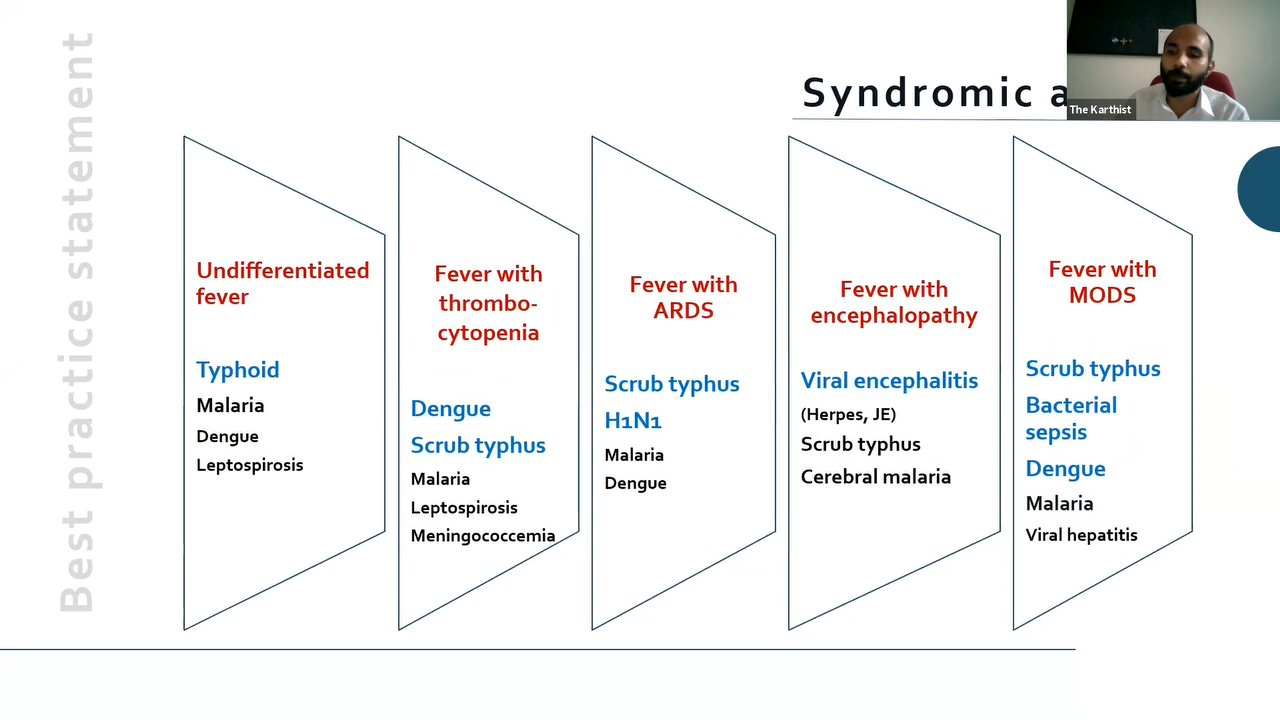 Best practice statement
Syndromic a
The Karthist
Undifferentiated
fever
Typhoid
Malaria
Dengue
Leptospirosis
Fever with
thrombo-
cytopenia
Dengue
Scrub typhus
Malaria
Leptospirosis
Meningococcemia
Fever with
ARDS
Scrub typhus
H1N1
Malaria
Dengue
Fever with
encephalopathy
Viral encephalitis
(Herpes, JE)
Scrub typhus
Cerebral malaria
Fever with
MODS
Scrub typhus
Bacterial
sepsis
Dengue
Malaria
Viral hepatitis